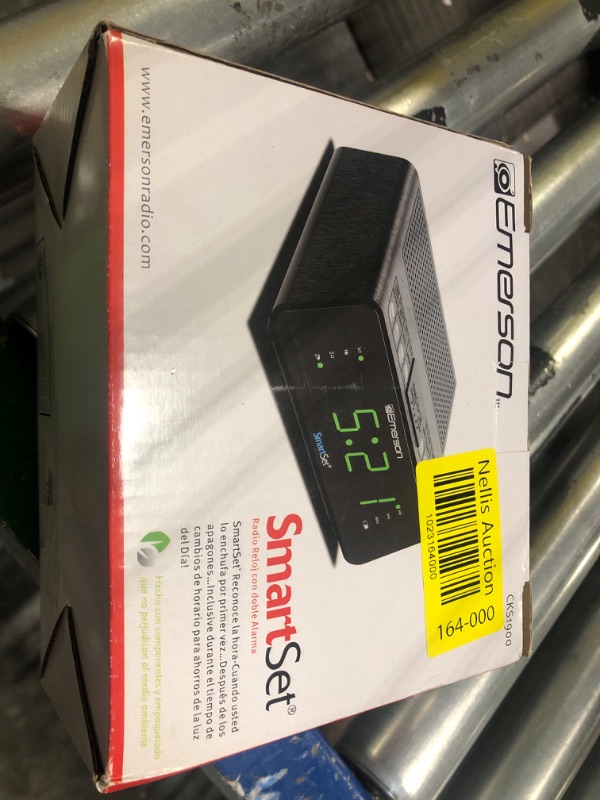 Emerson™
CKS1900
Nellis Auction
1023164000
164-000
Emerson
5:21
SmartSet®
SmartSet®
Radio Reloj con doble Alarma
SmartSet® Reconoce la hora-Cuando usted
lo enchufa por primer vez...Después de los
apagones...Inclusive durante el tiempo de
cambios de horario para ahorros de la luz
del Día!
Hecho con componentes y empaquetado
que no perjudican al medio ambiente
www.emersonradio.com